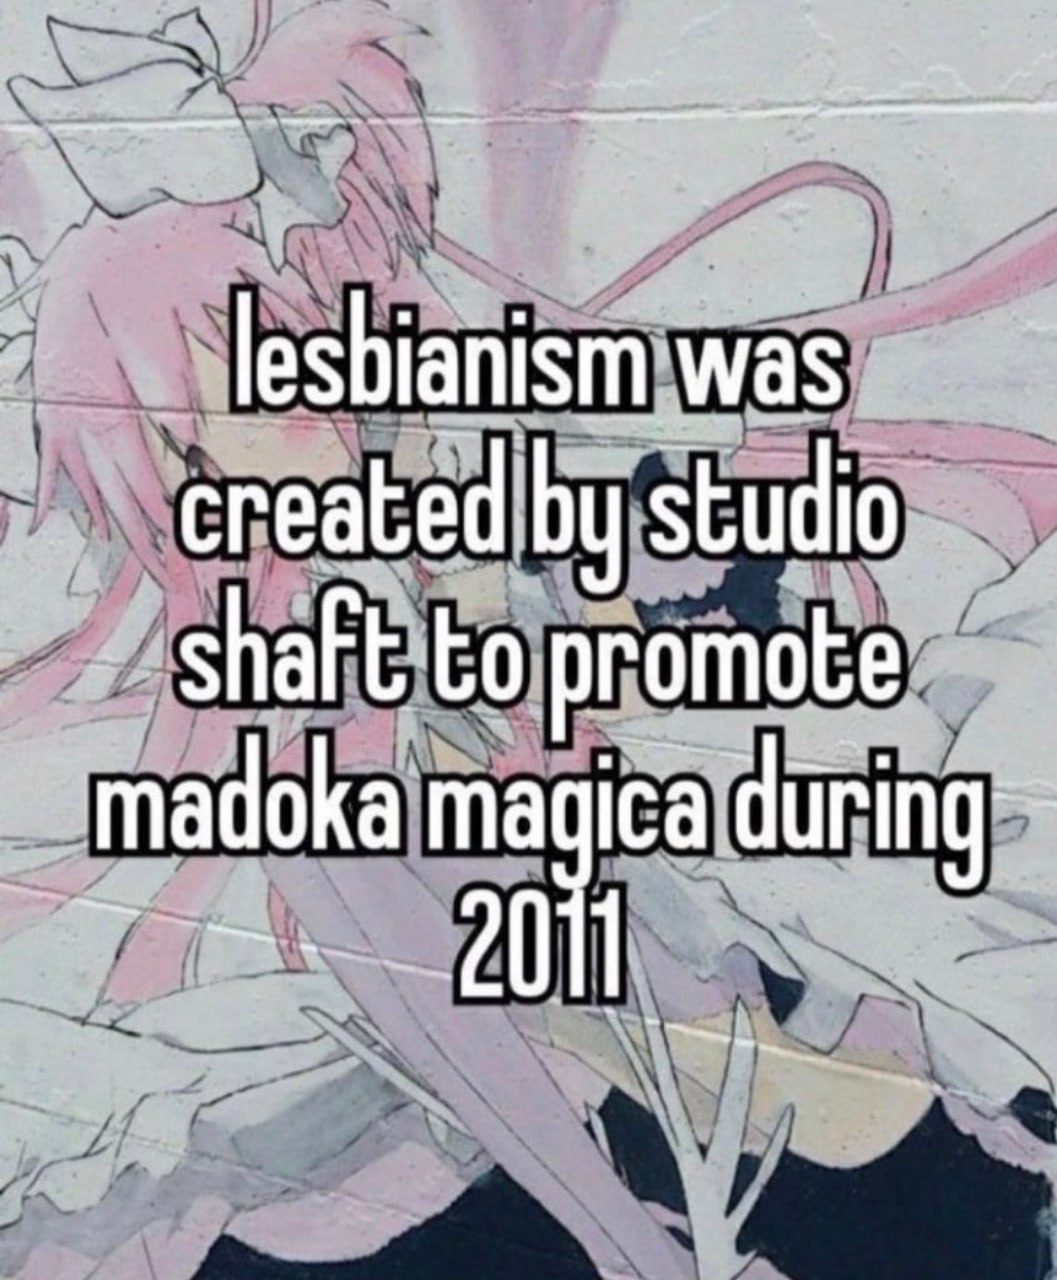 lesbianism was
created by studio
shaft to promote
madoka magica during
2011